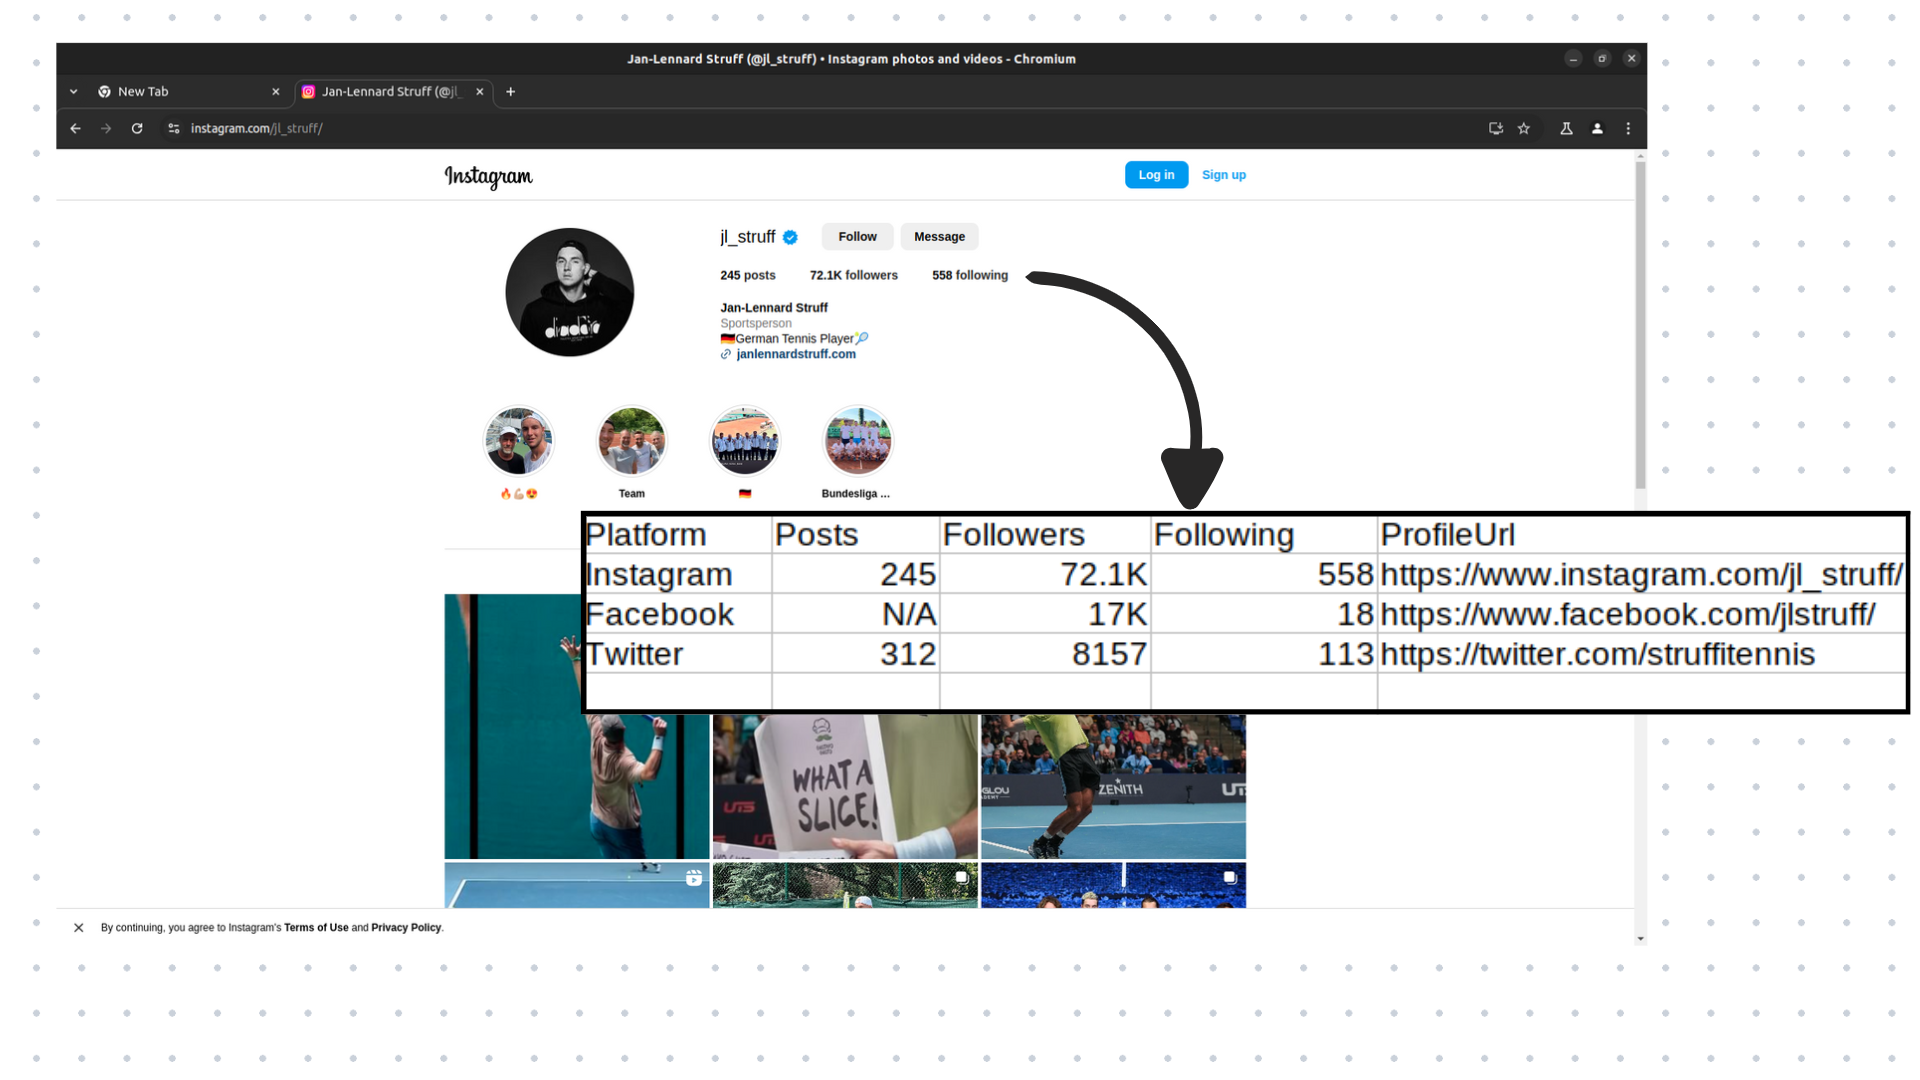 Jan-Lennard Struff (@jl_struff) • Instagram photos and videos - Chromium
New Tab
Jan-Lennard Struff (@jl_
instagram.com/jl_struff/
Instagram
Log in
Sign up
jl_struff
Follow
Message
245 posts
72.1K followers
558 following
Jan-Lennard Struff
Sportsperson
🇩🇪German Tennis Player🎾
janlennardstruff.com
diadora
🔥💪🏼😍
Team
🇩🇪
Bundesliga ...
Platform Posts Followers Following ProfileUrl
Instagram 245 72.1K 558 https://www.instagram.com/jl_struff/
Facebook N/A 17K 18 https://www.facebook.com/jlstruff/
Twitter 312 8157 113 https://twitter.com/struffitennis
WHAT A
SLICE!
UTS
ZENITH
By continuing, you agree to Instagram's Terms of Use and Privacy Policy.